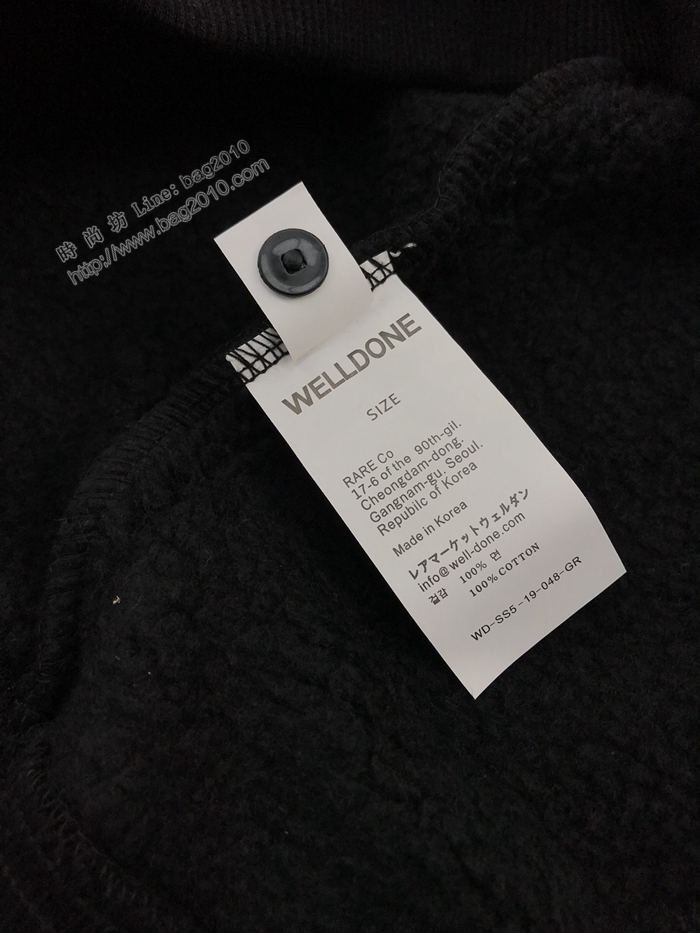 時尚坊 Line: bag2010
http://www.bag2010.com
WELLDONE
SIZE
RARE Co
17-6 of the 90th-gil.
Cheongdam-dong.
Gangnam-gu. Seoul.
Republic of Korea
Made in Korea
レアマーケットウェルダン
info@well-done.com
겉감 100% 면
100% COTTON
WD-SS5-19-048-GR